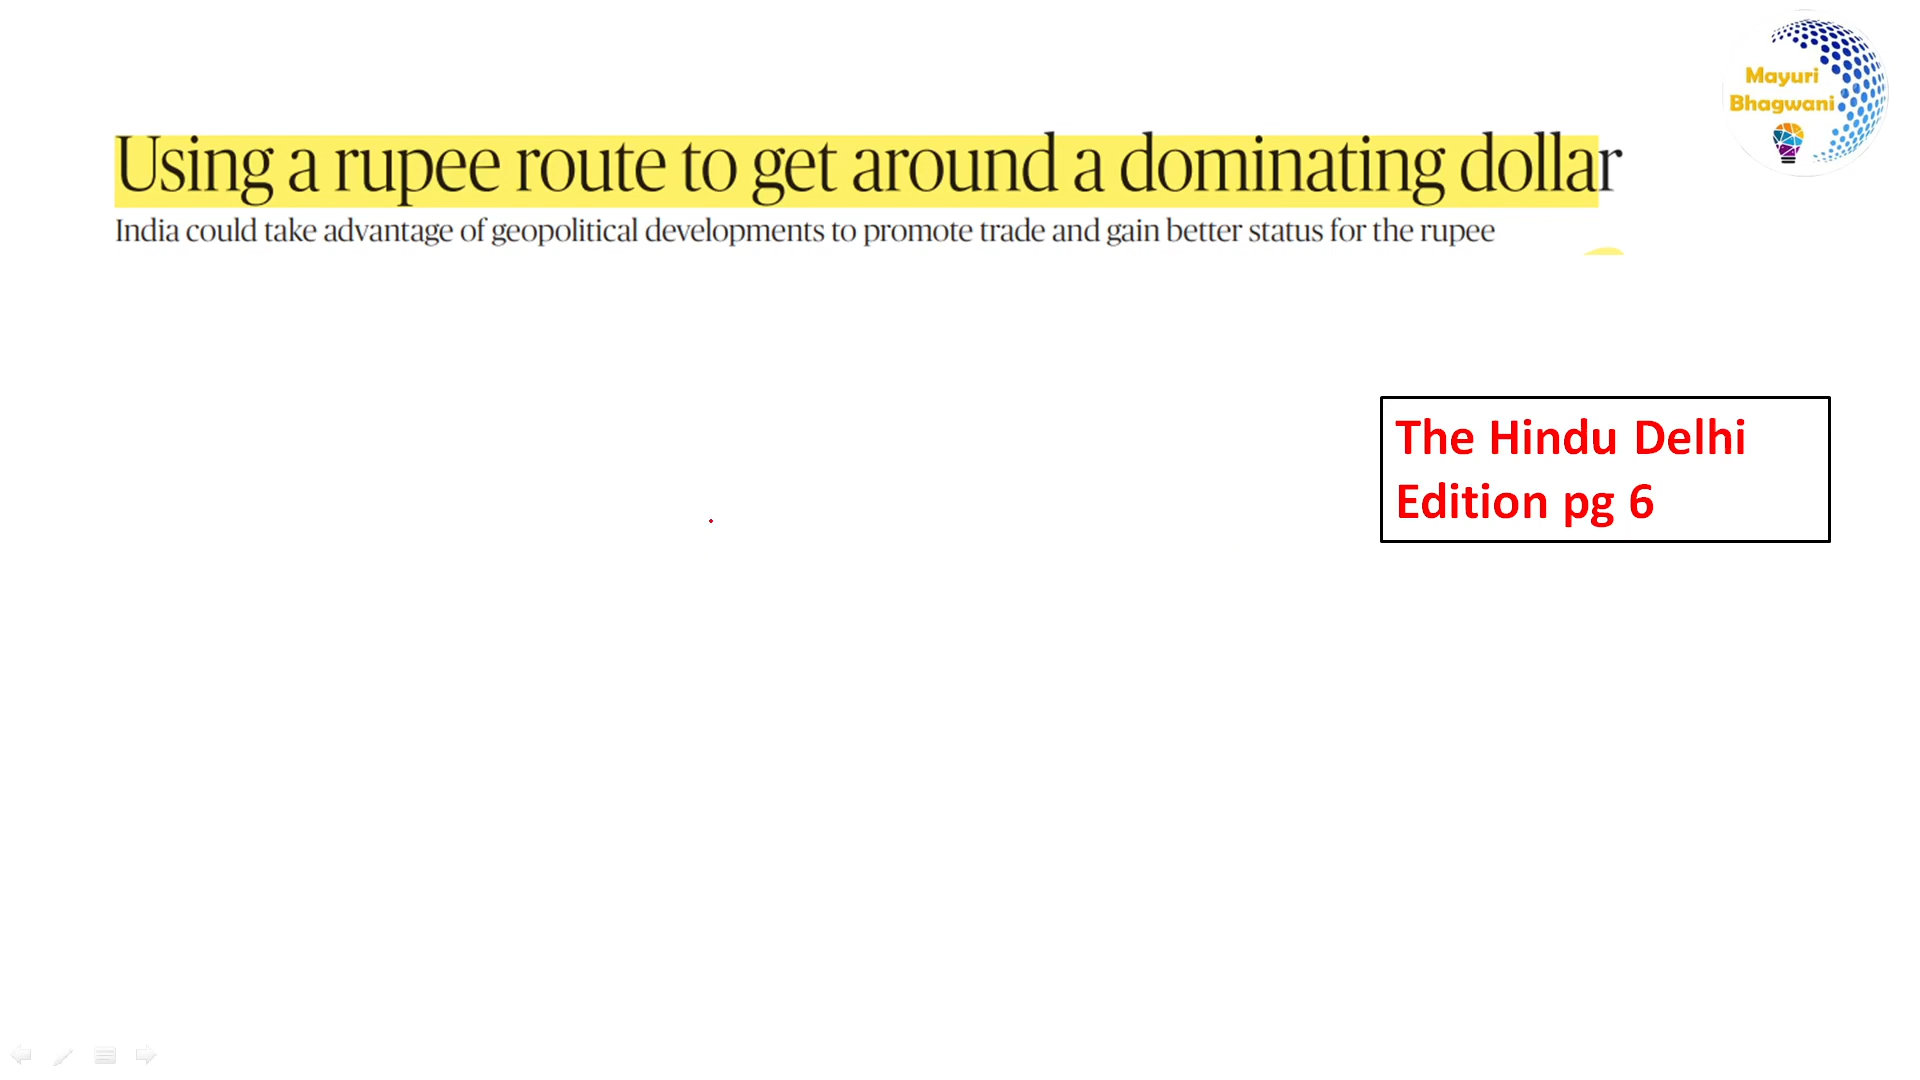 Mayuri
Bhagwani
Using a rupee route to get around a dominating dollar
India could take advantage of geopolitical developments to promote trade and gain better status for the rupee
The Hindu Delhi
Edition pg 6